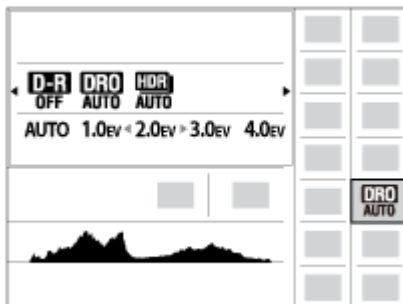 D-R DRO HDR
OFF AUTO AUTO
AUTO 1.0EV 2.0EV 3.0EV 4.0EV
DRO
AUTO